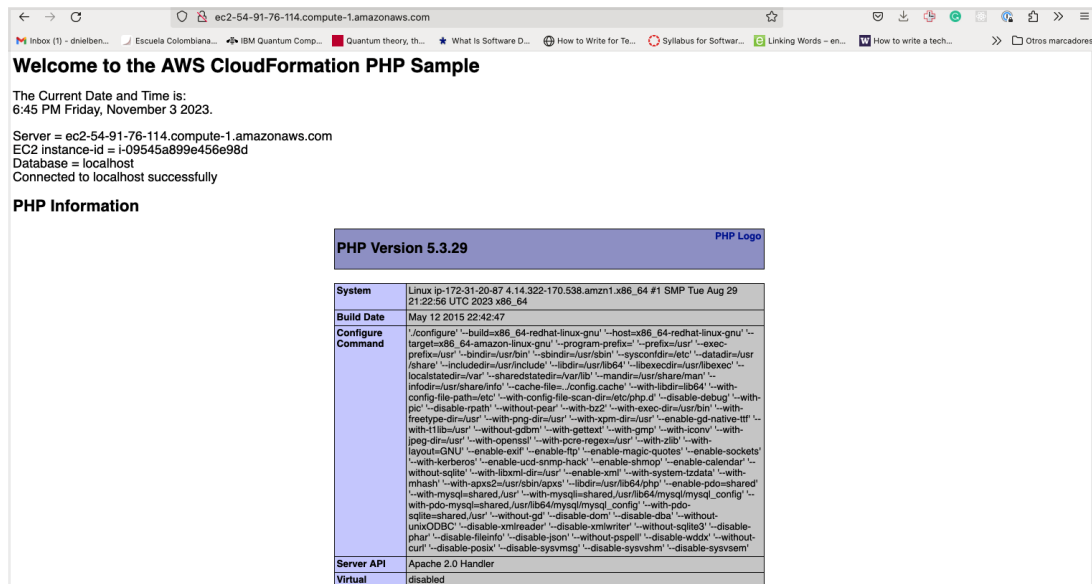 ec2-54-91-76-114.compute-1.amazonaws.com
Inbox (1) - dnielben...
Escuela Colombiana...
IBM Quantum Comp...
Quantum theory, th...
What Is Software D...
How to Write for Te...
Syllabus for Softwar...
Linking Words – en...
How to write a tech...
Otros marcadores
Welcome to the AWS CloudFormation PHP Sample
The Current Date and Time is:
6:45 PM Friday, November 3 2023.
Server = ec2-54-91-76-114.compute-1.amazonaws.com
EC2 instance-id = i-09545a899e456e98d
Database = localhost
Connected to localhost successfully
PHP Information
PHP Version 5.3.29
PHP Logo
System Linux ip-172-31-20-87 4.14.322-170.538.amzn1.x86_64 #1 SMP Tue Aug 29
21:22:56 UTC 2023 x86_64
Build Date May 12 2015 22:42:47
Configure Command './configure' '--build=x86_64-redhat-linux-gnu' '--host=x86_64-redhat-linux-gnu' '--
target=x86_64-amazon-linux-gnu' '--program-prefix=' '--prefix=/usr' '--exec-
prefix=/usr' '--bindir=/usr/bin' '--sbindir=/usr/sbin' '--sysconfdir=/etc' '--datadir=/usr
/share' '--includedir=/usr/include' '--libdir=/usr/lib64' '--libexecdir=/usr/libexec' '--
localstatedir=/var' '--sharedstatedir=/var/lib' '--mandir=/usr/share/man' '--
infodir=/usr/share/info' '--cache-file=../config.cache' '--with-libdir=lib64' '--with-
config-file-path=/etc' '--with-config-file-scan-dir=/etc/php.d' '--disable-debug' '--with-
pic' '--disable-rpath' '--without-pear' '--with-bz2' '--with-exec-dir=/usr/bin' '--with-
freetype-dir=/usr' '--with-png-dir=/usr' '--with-xpm-dir=/usr' '--enable-gd-native-ttf' '--
with-t1lib=/usr' '--without-gdbm' '--with-gettext' '--with-gmp' '--with-iconv' '--with-
jpeg-dir=/usr' '--with-openssl' '--with-pcre-regex=/usr' '--with-zlib' '--with-
layout=GNU' '--enable-exif' '--enable-ftp' '--enable-magic-quotes' '--enable-sockets'
'--with-kerberos' '--enable-ucd-snmp-hack' '--enable-shmop' '--enable-calendar' '--
without-sqlite' '--with-libxml-dir=/usr' '--enable-xml' '--with-system-tzdata' '--with-
mhash' '--with-apxs2=/usr/sbin/apxs' '--libdir=/usr/lib64/php' '--enable-pdo=shared'
'--with-mysql=shared,/usr' '--with-mysqli=shared,/usr/lib64/mysql/mysql_config' '--
with-pdo-mysql=shared,/usr/lib64/mysql/mysql_config' '--with-pdo-
sqlite=shared,/usr' '--without-gd' '--disable-dom' '--disable-dba' '--without-
unixODBC' '--disable-xmlreader' '--disable-xmlwriter' '--without-sqlite3' '--disable-
phar' '--disable-fileinfo' '--disable-json' '--without-pspell' '--disable-wddx' '--without-
curl' '--disable-posix' '--disable-sysvmsg' '--disable-sysvshm' '--disable-sysvsem'
Server API Apache 2.0 Handler
Virtual disabled